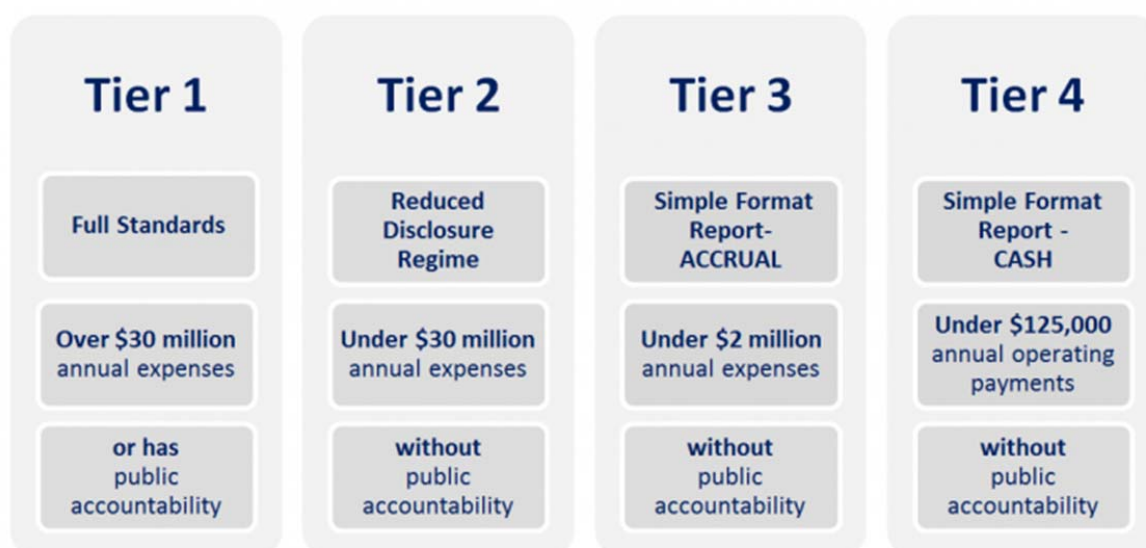 Tier 1
Full Standards
Over $30 million
annual expenses
or has
public
accountability
Tier 2
Reduced
Disclosure
Regime
Under $30 million
annual expenses
without
public
accountability
Tier 3
Simple Format
Report-
ACCRUAL
Under $2 million
annual expenses
without
public
accountability
Tier 4
Simple Format
Report -
CASH
Under $125,000
annual operating
payments
without
public
accountability